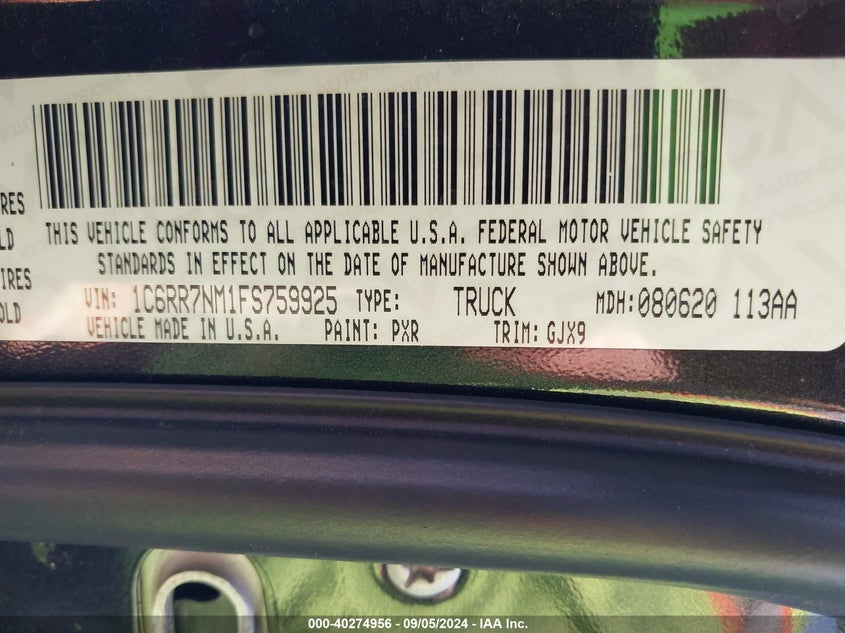 RES
THIS VEHICLE CONFORMS TO ALL APPLICABLE U.S.A. FEDERAL MOTOR VEHICLE SAFETY
OLD
STANDARDS IN EFFECT ON THE DATE OF MANUFACTURE SHOWN ABOVE.
IRES
VIN: 1C6RR7NM1FS759925 TYPE: TRUCK MDH:080620 113AA
OLD
VEHICLE MADE IN U.S.A. PAINT: PXR TRIM: GJX9
000-40274956 - 09/05/2024 - IAA Inc.